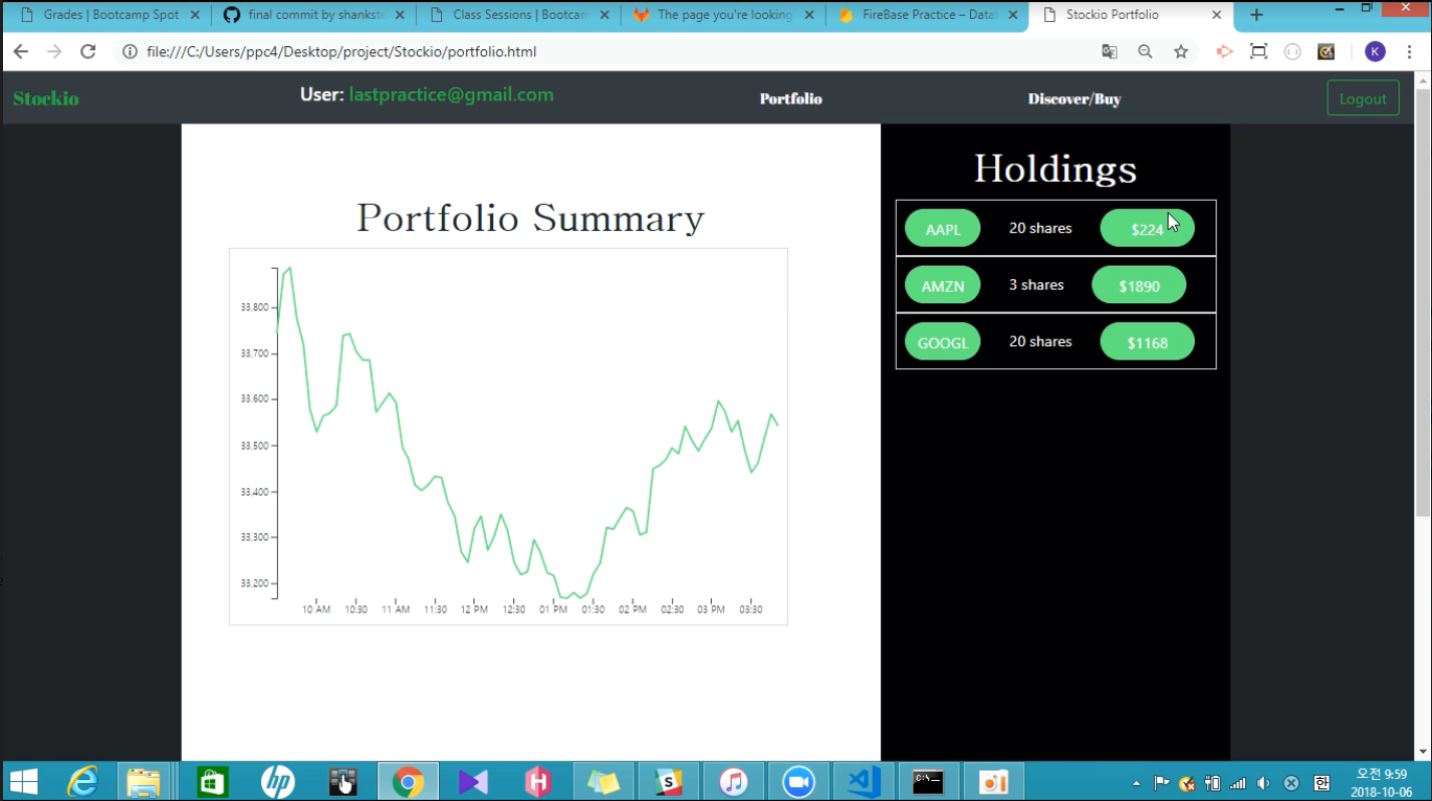 Grades | Bootcamp Spot
final commit by shankste
Class Sessions | Bootcam
The page you're looking
FireBase Practice – Data
Stockio Portfolio
file:///C:/Users/ppc4/Desktop/project/Stockio/portfolio.html
K
Stockio
User: lastpractice@gmail.com
Portfolio
Discover/Buy
Logout
Portfolio Summary
33,800
33,700
33,600
33,500
33,400
33,300
33,200
10 AM 10:30 11 AM 11:30 12 PM 12:30 01 PM 01:30 02 PM 02:30 03 PM 03:30
Holdings
AAPL 20 shares $224
AMZN 3 shares $1890
GOOGL 20 shares $1168
한
오전 9:59
2018-10-06